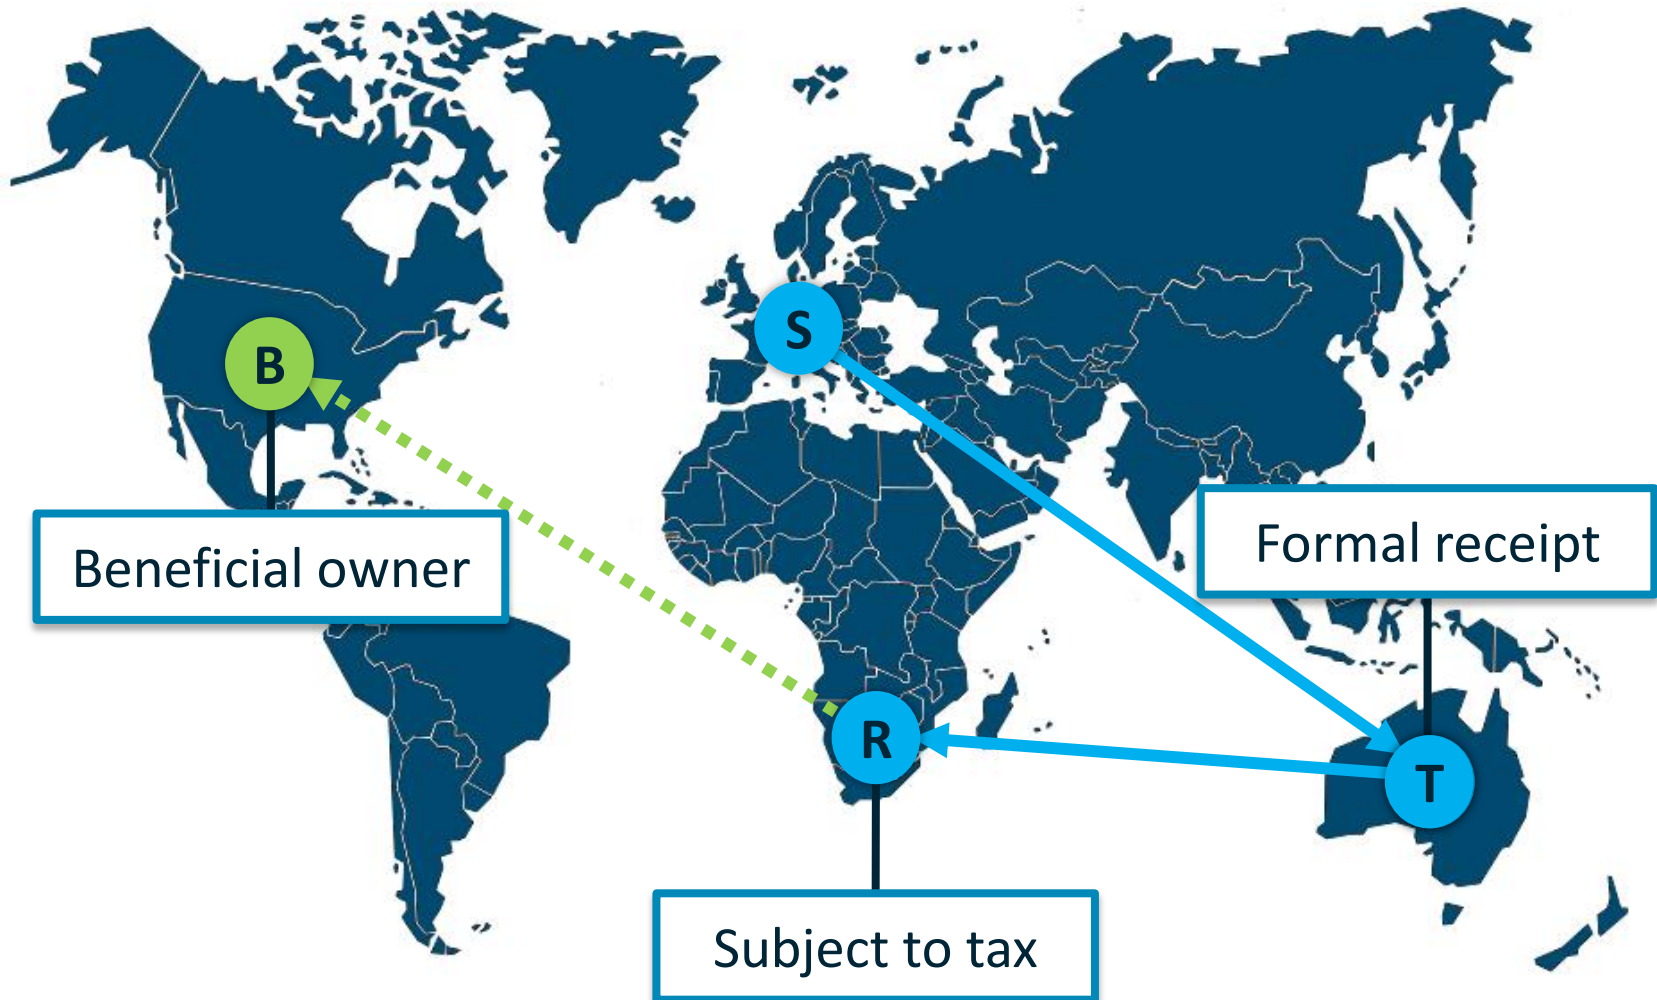 S
B
Formal receipt
Beneficial owner
R
T
Subject to tax